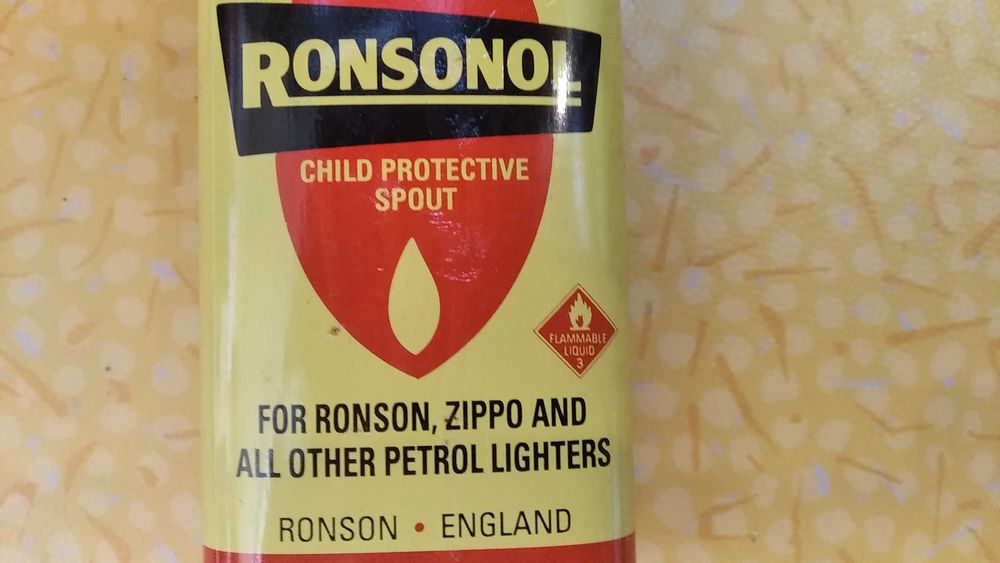 RONSONOL
CHILD PROTECTIVE
SPOUT
FLAMMABLE
LIQUID
3
FOR RONSON, ZIPPO AND
ALL OTHER PETROL LIGHTERS
RONSON • ENGLAND